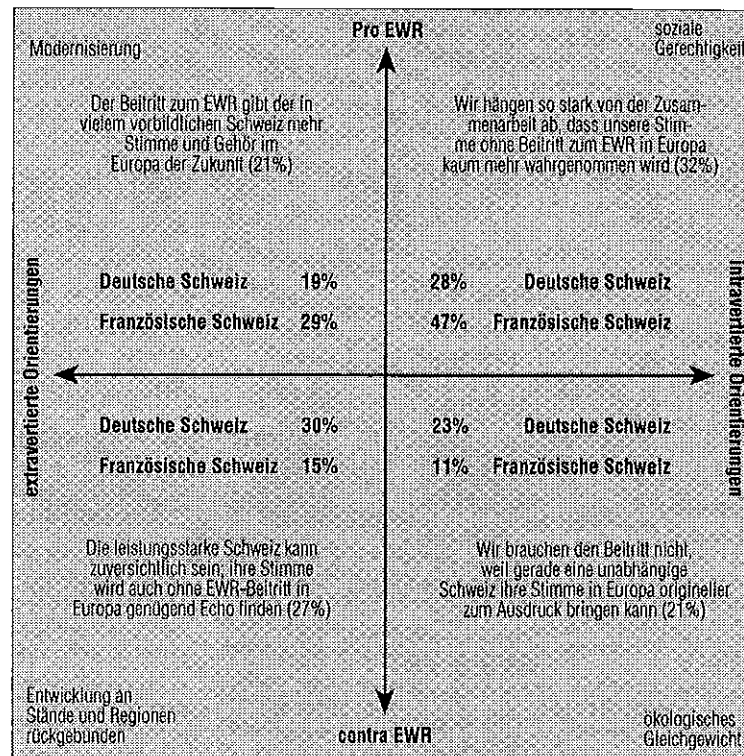 Pro EWR
Modernisierung
soziale
Gerechtigkeit
Der Beitritt zum EWR gibt der in
vielem vorbildlichen Schweiz mehr
Stimme und Gehör im
Europa der Zukunft (21%)
Wir hängen so stark von der Zusam-
menarbeit ab, dass unsere Stim-
me ohne Beitritt zum EWR in Europa
kaum mehr wahrgenommen wird (32%)
extravertierte Orientierungen
Deutsche Schweiz 19%
Französische Schweiz 29%
28% Deutsche Schweiz
47% Französische Schweiz
introvertierte Orientierungen
Deutsche Schweiz 30%
Französische Schweiz 15%
23% Deutsche Schweiz
11% Französische Schweiz
Die leistungsstarke Schweiz kann
zuversichtlich sein, ihre Stimme
wird auch ohne EWR-Beitritt in
Europa genügend Echo finden (27%)
Wir brauchen den Beitritt nicht,
weil gerade eine unabhängige
Schweiz ihre Stimme in Europa origineller
zum Ausdruck bringen kann (21%)
Entwicklung an
Stände und Regionen
rückgebunden
contra EWR
ökologisches
Gleichgewicht